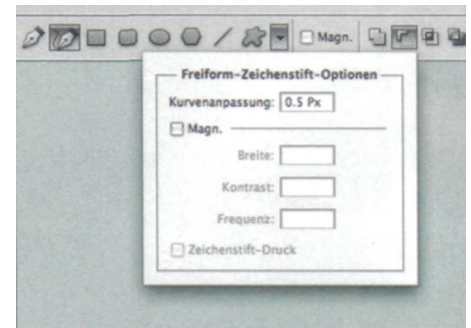 Magn.
Freiform-Zeichenstift-Optionen
Kurvenanpassung: 0.5 Px
Magn.
Breite:
Kontrast:
Frequenz:
Zeichenstift-Druck